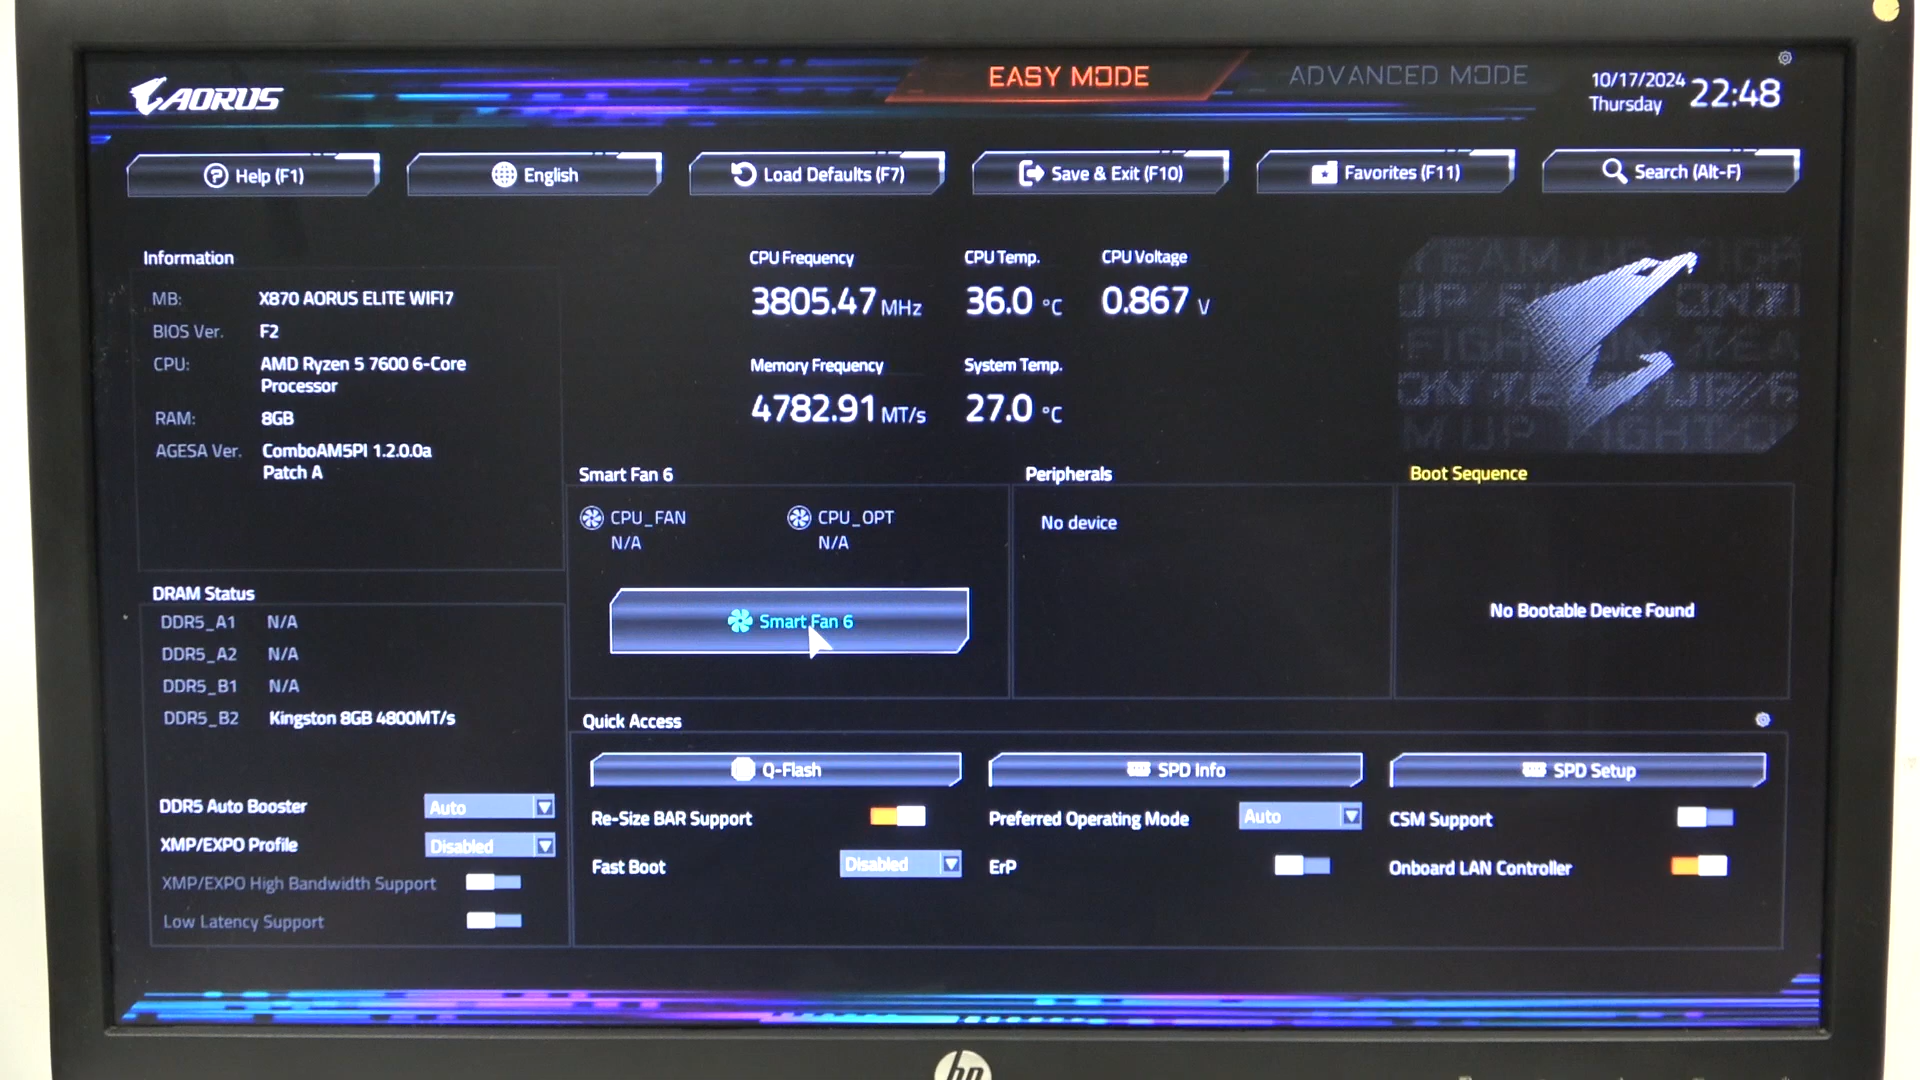 AORUS
EASY MODE
ADVANCED MODE
10/17/2024
Thursday
22:48
Help (F1)
English
Load Defaults (F7)
Save & Exit (F10)
Favorites (F11)
Search (Alt-F)
Information
MB: X870 AORUS ELITE WIFI7
BIOS Ver. F2
CPU: AMD Ryzen 5 7600 6-Core
Processor
RAM: 8GB
AGESA Ver. ComboAM5PI 1.2.0.0a
Patch A
CPU Frequency
3805.47 MHz
CPU Temp.
36.0 °C
CPU Voltage
0.867 V
Memory Frequency
4782.91 MT/s
System Temp.
27.0 °C
Smart Fan 6
CPU_FAN
N/A
CPU_OPT
N/A
Smart Fan 6
Peripherals
No device
Boot Sequence
No Bootable Device Found
DRAM Status
DDR5_A1 N/A
DDR5_A2 N/A
DDR5_B1 N/A
DDR5_B2 Kingston 8GB 4800MT/s
DDR5 Auto Booster Auto
XMP/EXPO Profile Disabled
XMP/EXPO High Bandwidth Support
Low Latency Support
Quick Access
Q-Flash
SPD Info
SPD Setup
Re-Size BAR Support
Preferred Operating Mode Auto
CSM Support
Fast Boot Disabled
ErP
Onboard LAN Controller
hp